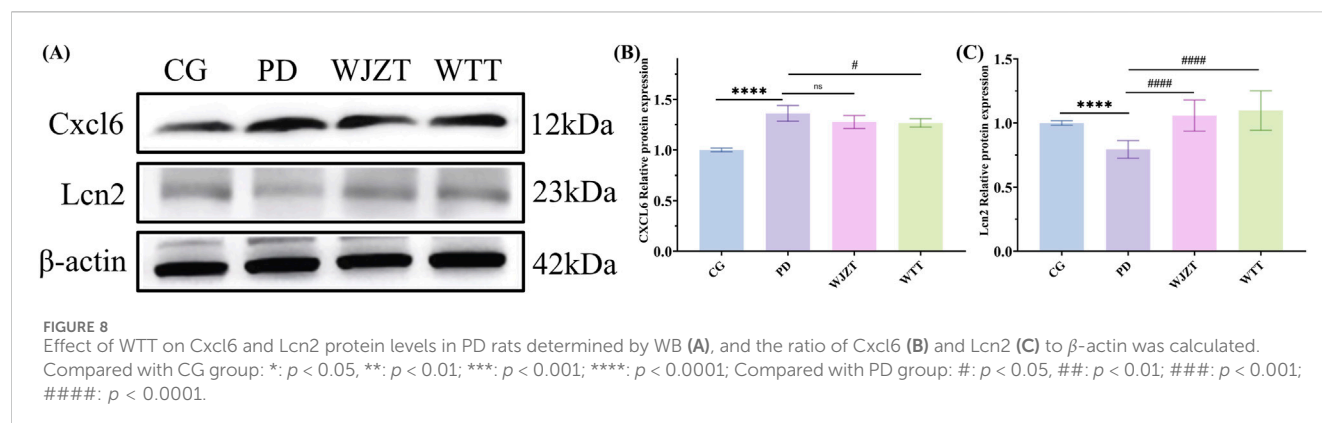 (A)
CG PD WJZT WTT
Cxcl6 12kDa
Lcn2 23kDa
β-actin 42kDa
(B)
CXCL6 Relative protein expression
1.5
1.0
0.5
0.0
****
ns
#
CG PD WJZT WTT
(C)
Lcn2 Relative protein expression
1.5
1.0
0.5
0.0
****
####
####
CG PD WJZT WTT
FIGURE 8
Effect of WTT on Cxcl6 and Lcn2 protein levels in PD rats determined by WB (A), and the ratio of Cxcl6 (B) and Lcn2 (C) to β-actin was calculated.
Compared with CG group: *: p < 0.05, **: p < 0.01; ***: p < 0.001; ****: p < 0.0001; Compared with PD group: #: p < 0.05, ##: p < 0.01; ###: p < 0.001;
####: p < 0.0001.